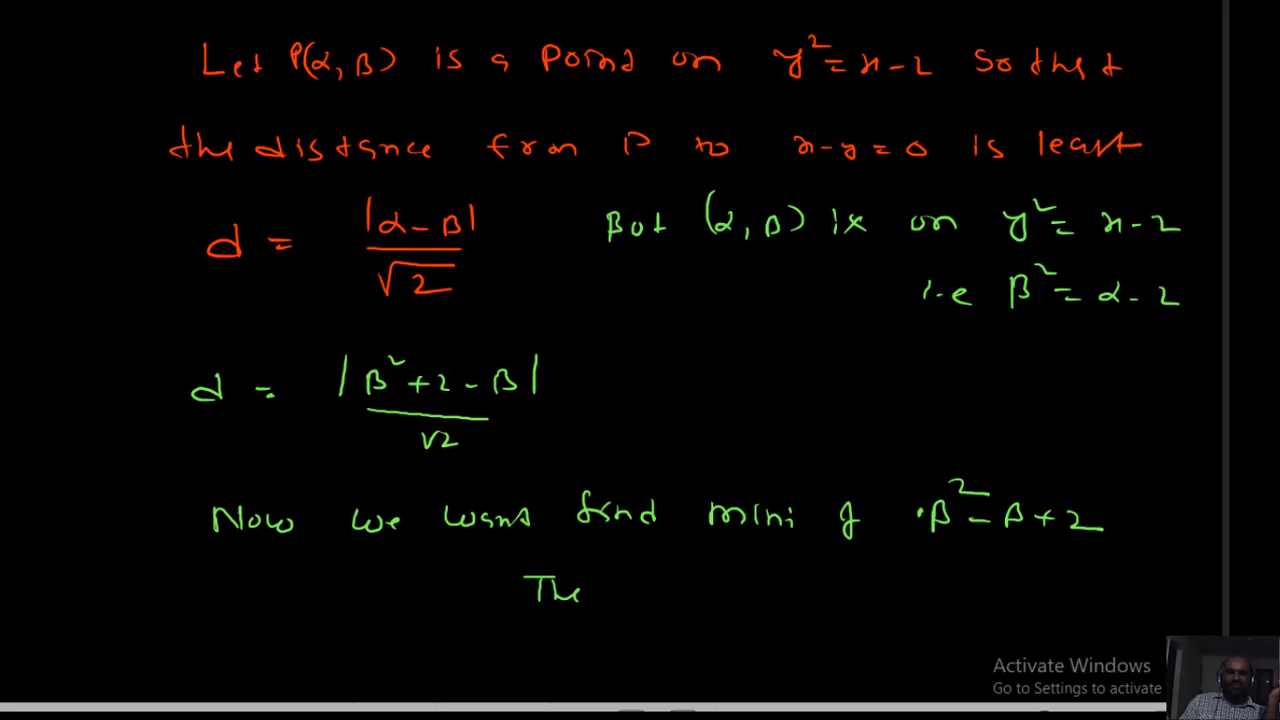 Let P(α, β) is a point on y² = x - 2 so that
the distance from P to x - y = 0 is least
d = |α - β| / √2
But (α, β) is on y² = x - 2
i.e β² = α - 2
d = |β² + 2 - β| / √2
Now we want find mini of β² - β + 2
The
Activate Windows
Go to Settings to activate